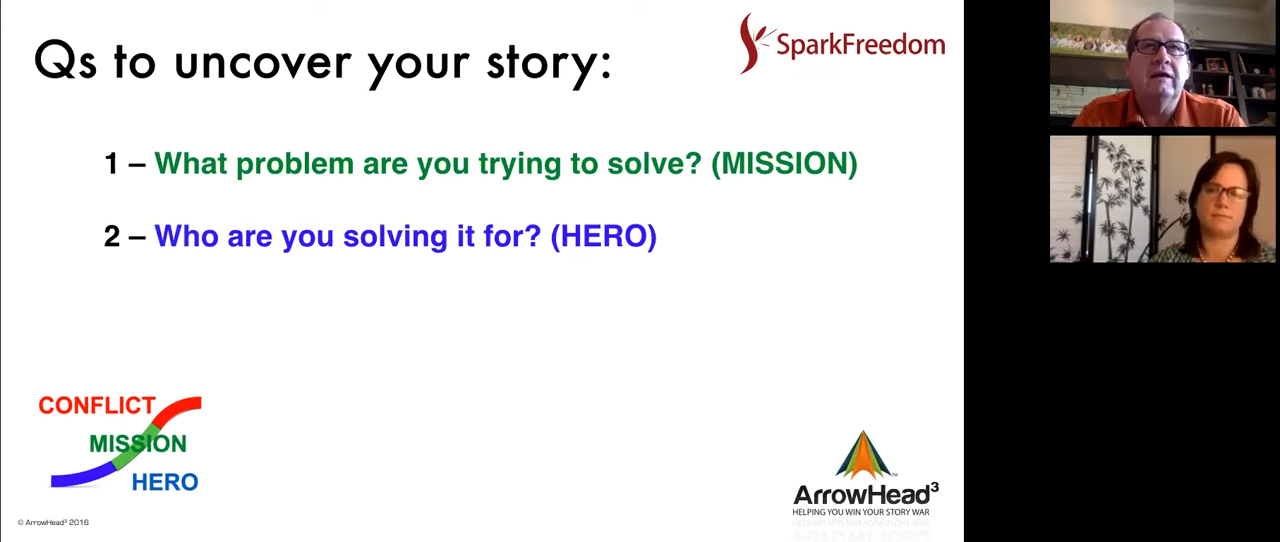 Qs to uncover your story:
SparkFreedom
1 – What problem are you trying to solve? (MISSION)
2 – Who are you solving it for? (HERO)
CONFLICT
MISSION
HERO
ArrowHead³
™
HELPING YOU WIN YOUR STORY WAR
© ArrowHead³ 2016